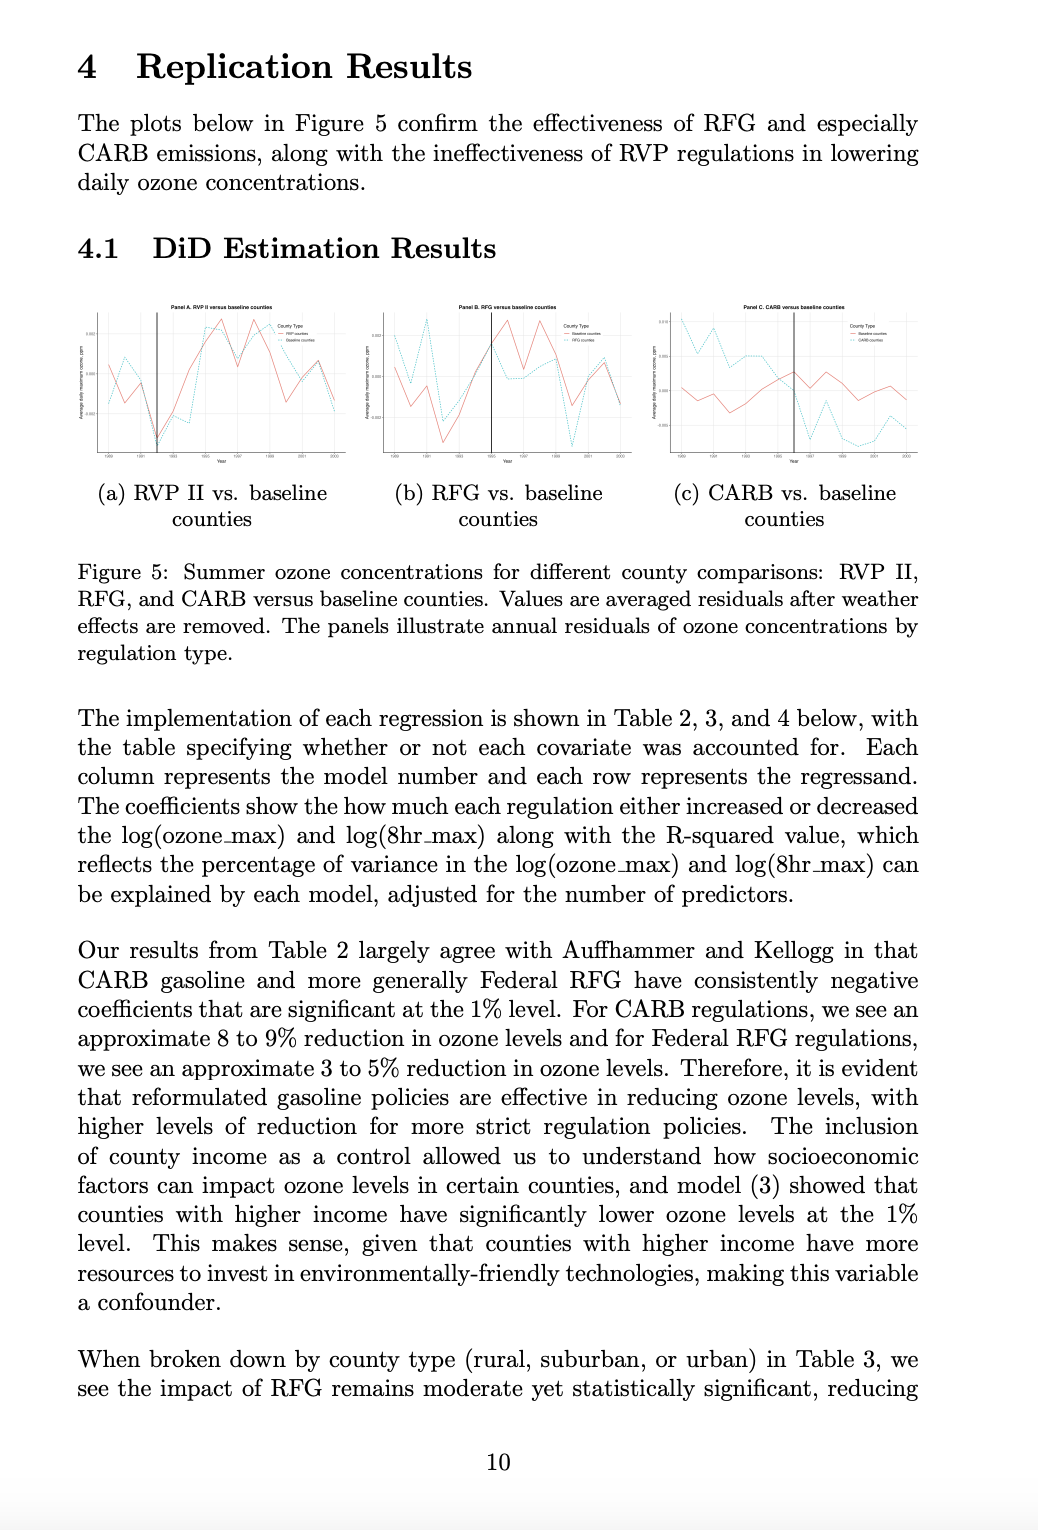 4 Replication Results
The plots below in Figure 5 confirm the effectiveness of RFG and especially
CARB emissions, along with the ineffectiveness of RVP regulations in lowering
daily ozone concentrations.
4.1 DiD Estimation Results
Panel A. RVP II versus baseline counties
County Type
RVP counties
Baseline counties
Average daily maximum ozone, ppm
Year
Panel B. RFG versus baseline counties
County Type
Baseline counties
RFG counties
Average daily maximum ozone, ppm
Year
Panel C. CARB versus baseline counties
County Type
Baseline counties
CARB counties
Average daily maximum ozone, ppm
Year
(a) RVP II vs. baseline
counties
(b) RFG vs. baseline
counties
(c) CARB vs. baseline
counties
Figure 5: Summer ozone concentrations for different county comparisons: RVP II,
RFG, and CARB versus baseline counties. Values are averaged residuals after weather
effects are removed. The panels illustrate annual residuals of ozone concentrations by
regulation type.
The implementation of each regression is shown in Table 2, 3, and 4 below, with
the table specifying whether or not each covariate was accounted for. Each
column represents the model number and each row represents the regressand.
The coefficients show the how much each regulation either increased or decreased
the log(ozone_max) and log(8hr_max) along with the R-squared value, which
reflects the percentage of variance in the log(ozone_max) and log(8hr_max) can
be explained by each model, adjusted for the number of predictors.
Our results from Table 2 largely agree with Auffhammer and Kellogg in that
CARB gasoline and more generally Federal RFG have consistently negative
coefficients that are significant at the 1% level. For CARB regulations, we see an
approximate 8 to 9% reduction in ozone levels and for Federal RFG regulations,
we see an approximate 3 to 5% reduction in ozone levels. Therefore, it is evident
that reformulated gasoline policies are effective in reducing ozone levels, with
higher levels of reduction for more strict regulation policies. The inclusion
of county income as a control allowed us to understand how socioeconomic
factors can impact ozone levels in certain counties, and model (3) showed that
counties with higher income have significantly lower ozone levels at the 1%
level. This makes sense, given that counties with higher income have more
resources to invest in environmentally-friendly technologies, making this variable
a confounder.
When broken down by county type (rural, suburban, or urban) in Table 3, we
see the impact of RFG remains moderate yet statistically significant, reducing
10